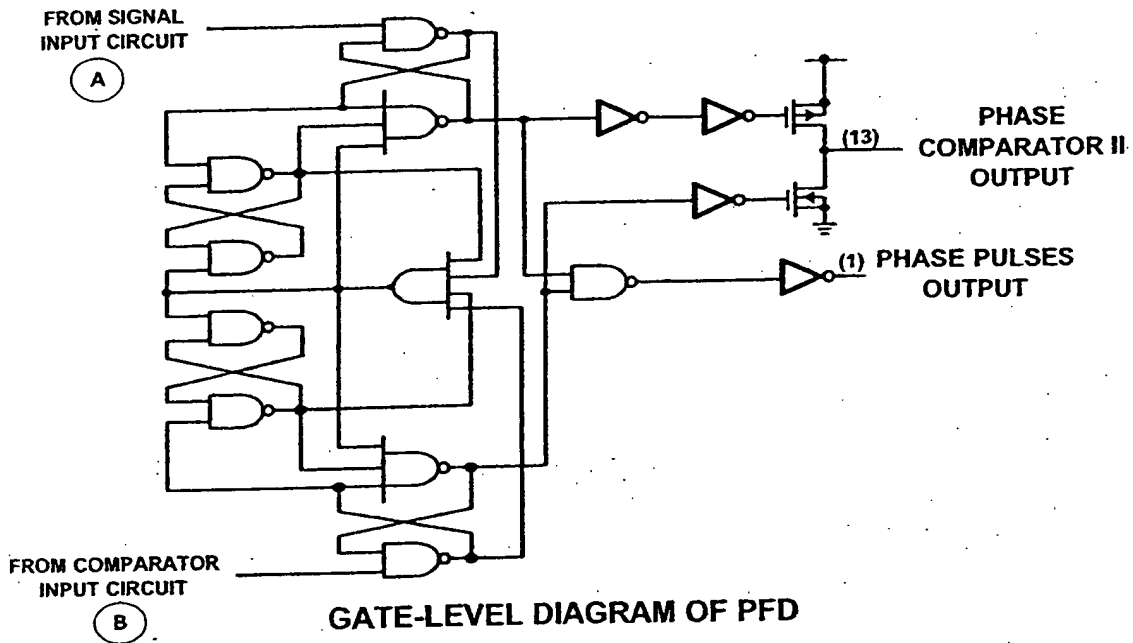 FROM SIGNAL
INPUT CIRCUIT
A
(13)
PHASE
COMPARATOR II
OUTPUT
(1)
PHASE PULSES
OUTPUT
FROM COMPARATOR
INPUT CIRCUIT
B
GATE-LEVEL DIAGRAM OF PFD